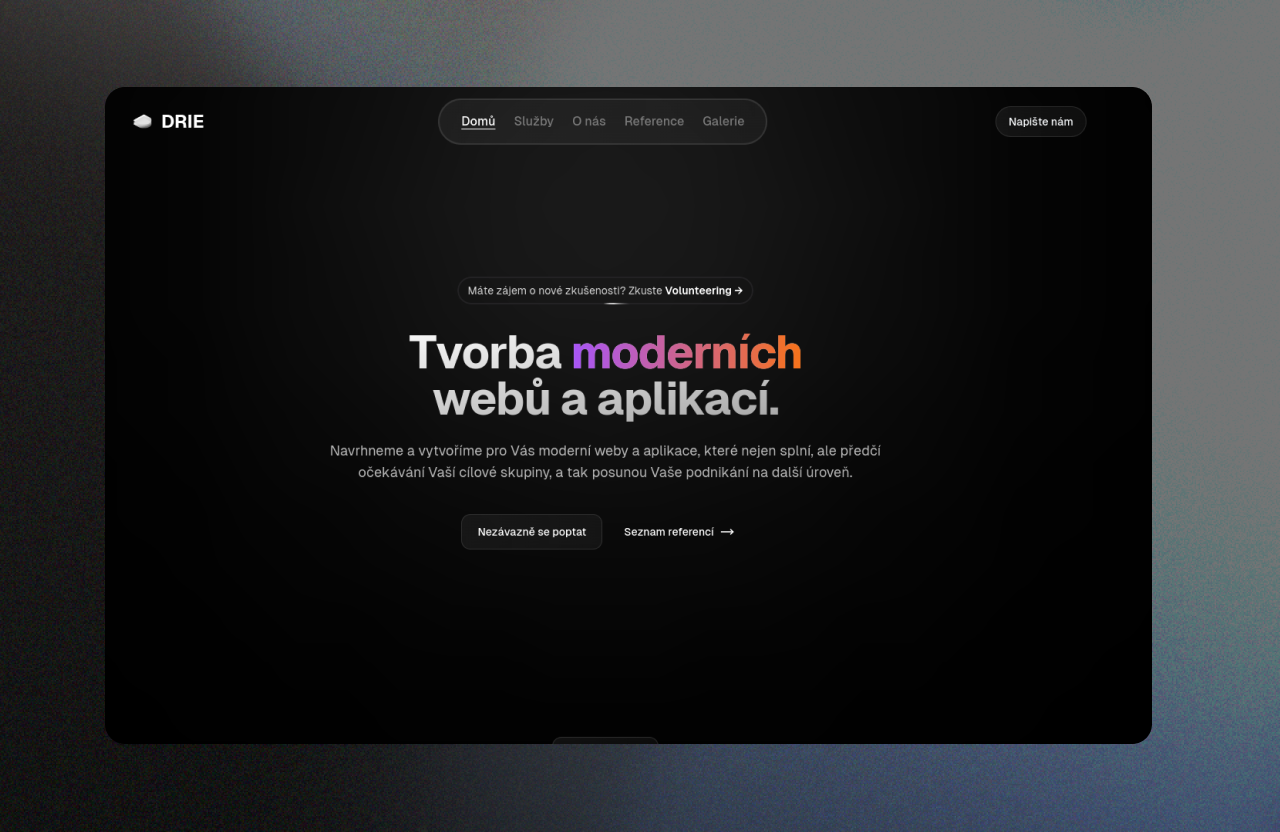 DRIE
Domů Služby O nás Reference Galerie
Napište nám
Máte zájem o nové zkušenosti? Zkuste Volunteering →
Tvorba moderních
webů a aplikací.
Navrhneme a vytvoříme pro Vás moderní weby a aplikace, které nejen splní, ale předčí
očekávání Vaší cílové skupiny, a tak posunou Vaše podnikání na další úroveň.
Nezávazně se poptat
Seznam referencí →